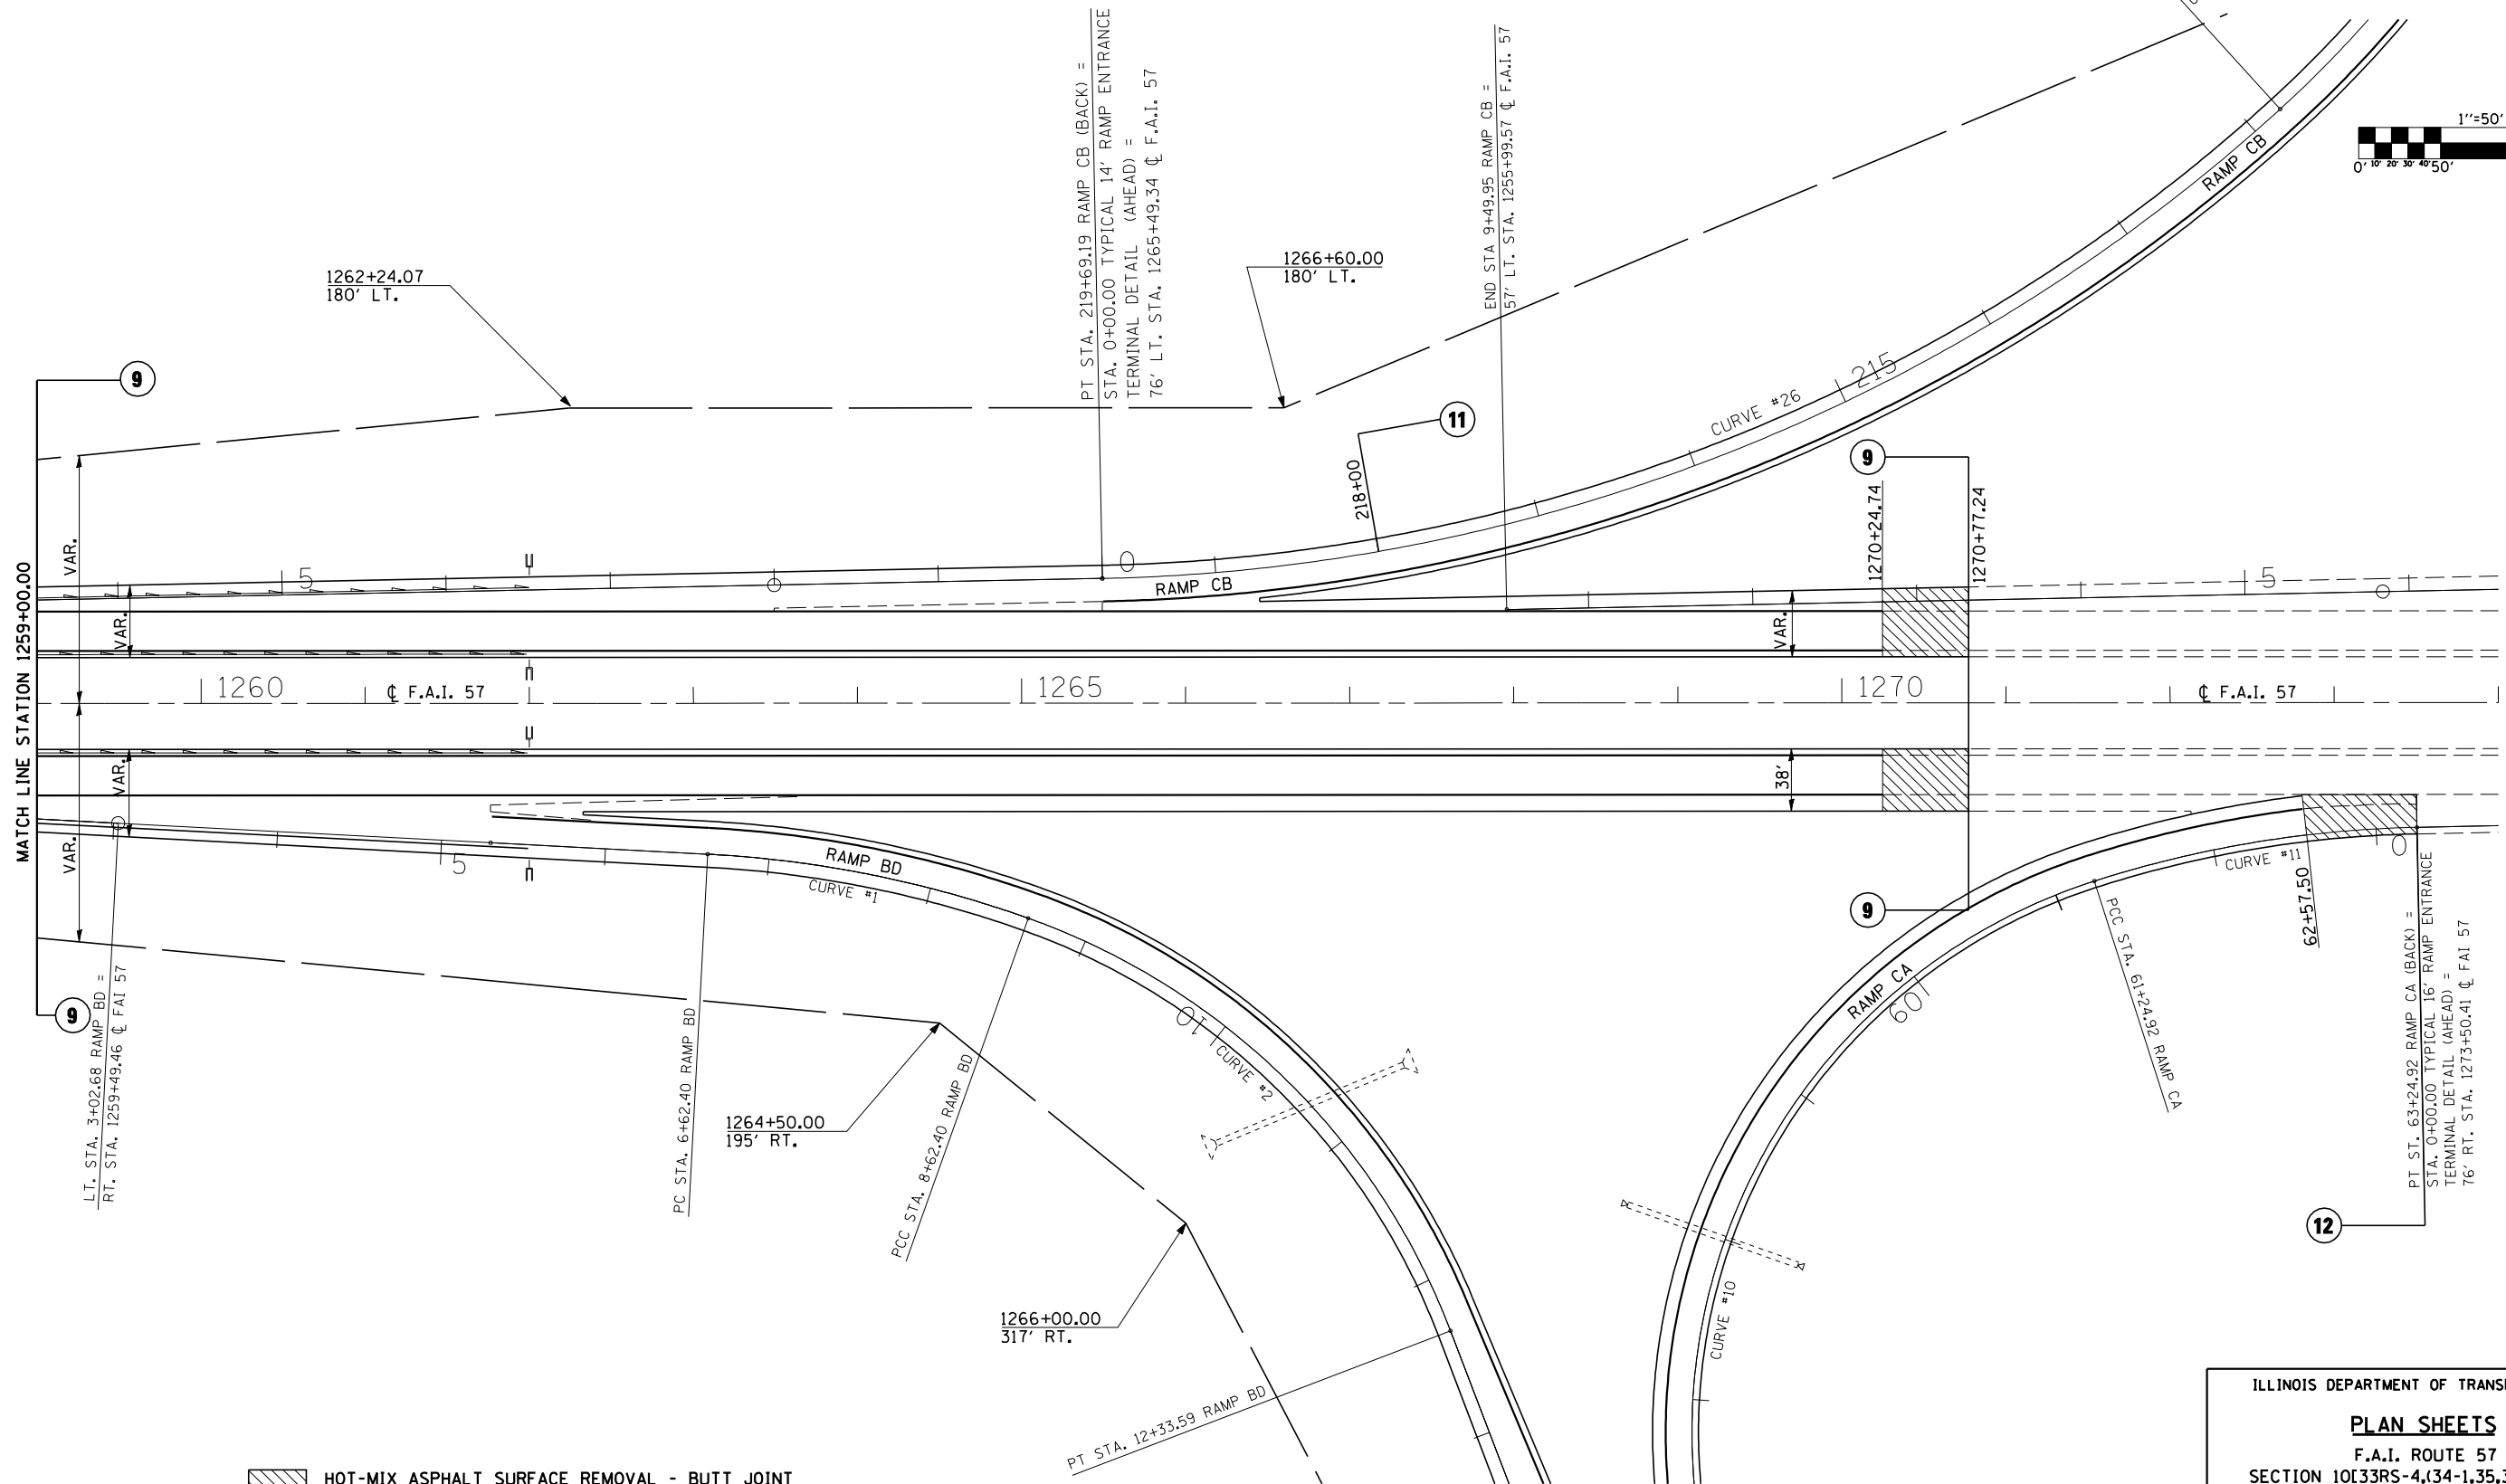 PT STA. 219+69.19 RAMP CB (BACK) =
STA. 0+00.00 TYPICAL 14' RAMP ENTRANCE
TERMINAL DETAIL (AHEAD) =
76' LT. STA. 1265+49.34 ℄ F.A.I. 57
END STA 9+49.95 RAMP CB =
57' LT. STA. 1255+99.57 ℄ F.A.I. 57
1''=50'
0' 10' 20' 30' 40' 50'
RAMP CB
1262+24.07
180' LT.
1266+60.00
180' LT.
9
11
215
CURVE #26
218+00
9
1270+24.74
1270+77.24
MATCH LINE STATION 1259+00.00
VAR.
5
0
RAMP CB
5
VAR.
VAR.
1260
℄ F.A.I. 57
1265
1270
℄ F.A.I. 57
VAR.
38'
VAR.
5
RAMP BD
CURVE #1
0
CURVE #11
62+57.50
9
9
LT. STA. 3+02.68 RAMP BD =
RT. STA. 1259+49.46 ℄ FAI 57
PC STA. 6+62.40 RAMP BD
PCC STA. 8+62.40 RAMP BD
10
CURVE #2
RAMP CA
60
PCC STA. 61+24.92 RAMP CA
PT ST. 63+24.92 RAMP CA (BACK) =
STA. 0+00.00 TYPICAL 16' RAMP ENTRANCE
TERMINAL DETAIL (AHEAD) =
76' RT. STA. 1273+50.41 ℄ FAI 57
1264+50.00
195' RT.
12
1266+00.00
317' RT.
CURVE #10
PT STA. 12+33.59 RAMP BD
HOT-MIX ASPHALT SURFACE REMOVAL - BUTT JOINT
ILLINOIS DEPARTMENT OF
PLAN SHEETS
F.A.I. ROUTE 57
SECTION 10[33RS-4,(34-1,35,